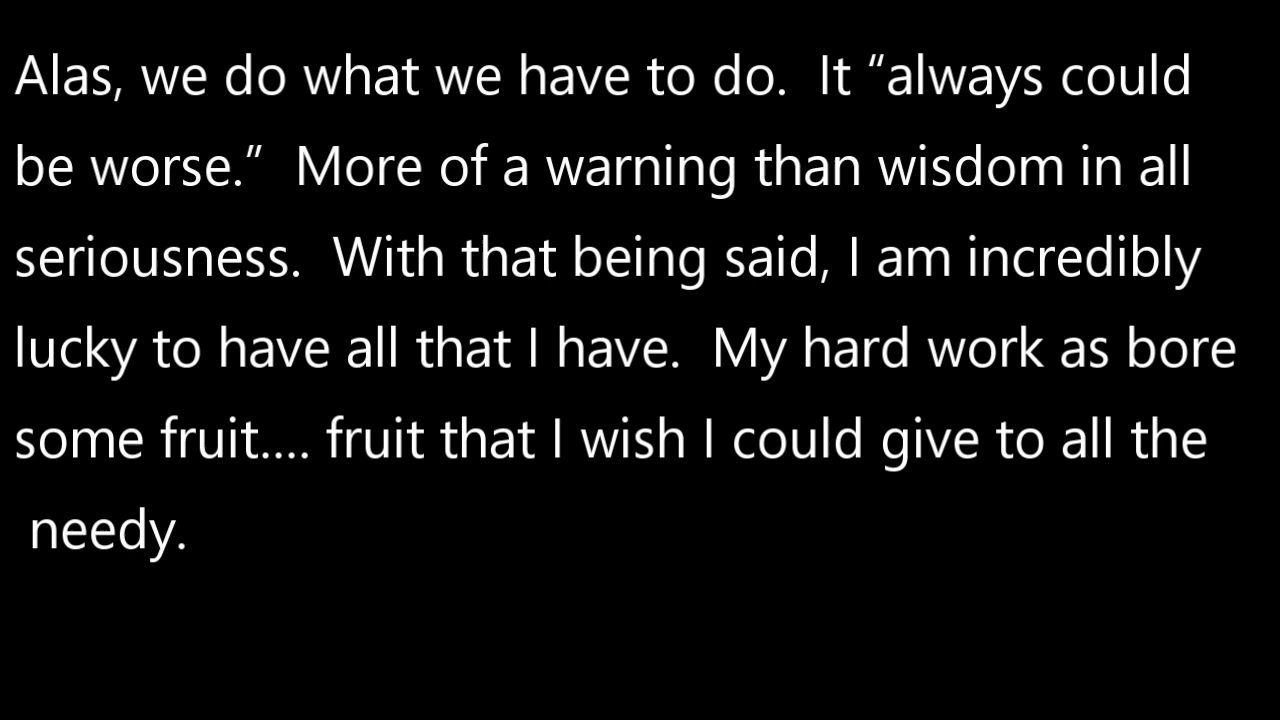 Alas, we do what we have to do.  It “always could
be worse.”  More of a warning than wisdom in all
seriousness.  With that being said, I am incredibly
lucky to have all that I have.  My hard work as bore
some fruit.... fruit that I wish I could give to all the
needy.